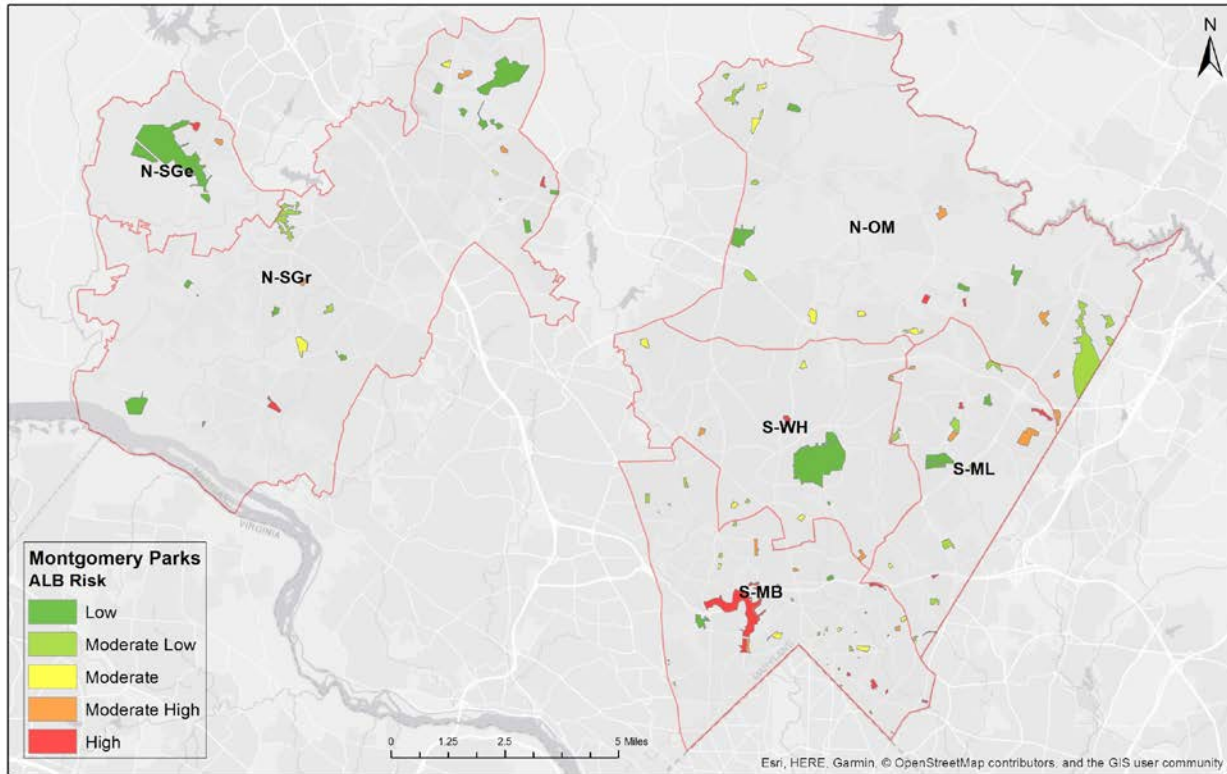 N
N-SGe
N-SGr
N-OM
S-WH
S-ML
S-MB
VIRGINIA
Montgomery Parks
ALB Risk
Low
Moderate Low
Moderate
Moderate High
High
0 1.25 2.5 5 Miles
Esri, HERE, Garmin, © OpenStreetMap contributors, and the GIS user community